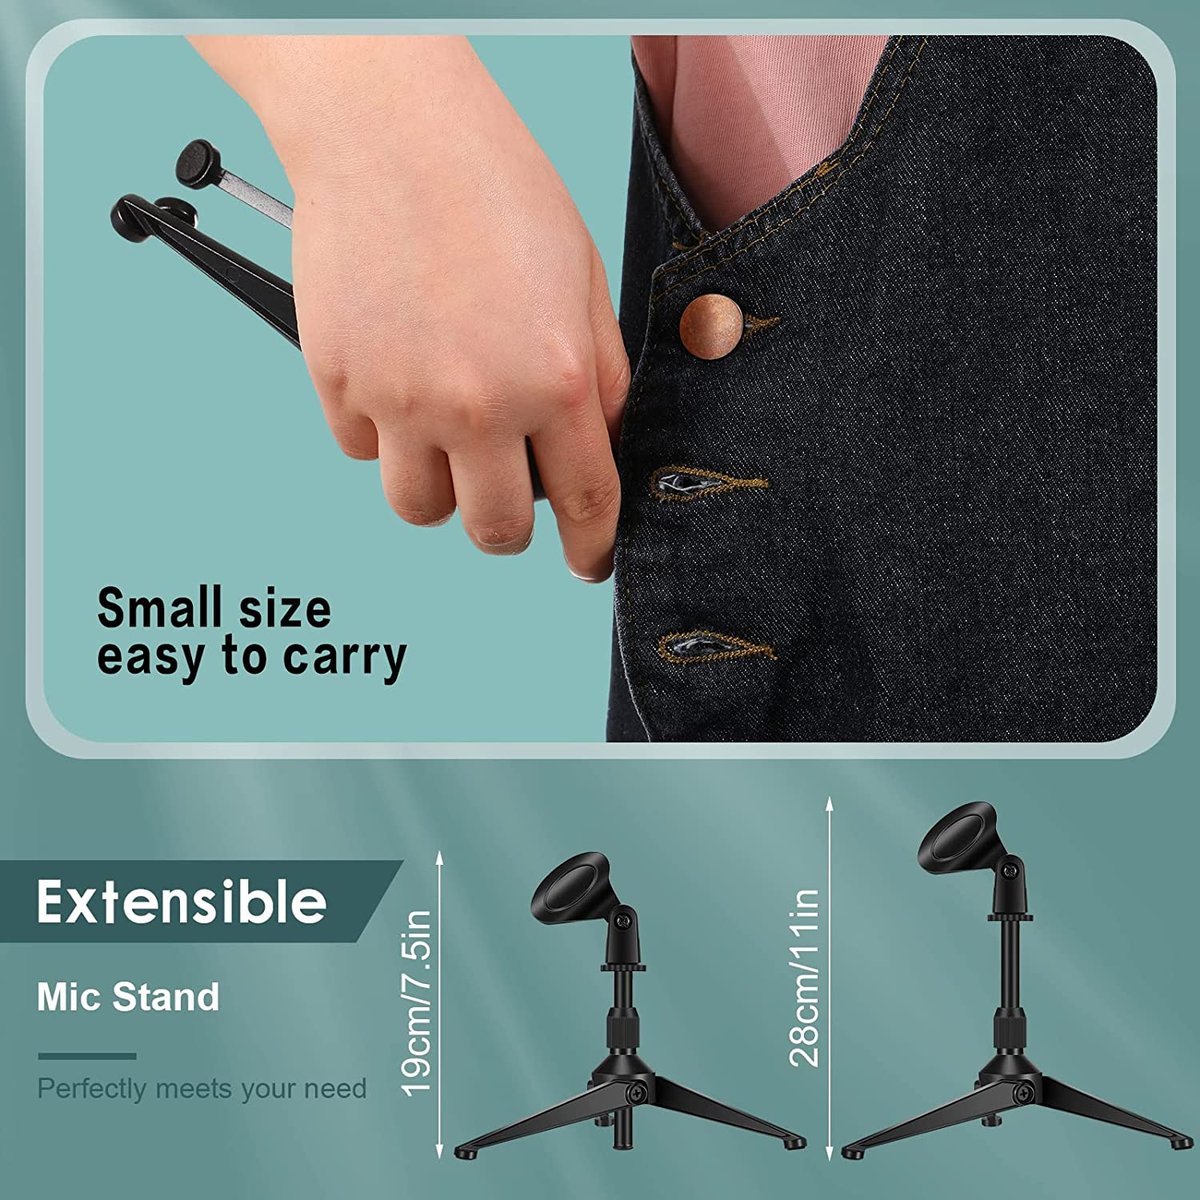 Small size
easy to carry
Extensible
Mic Stand
Perfectly meets your need
19cm/7.5in
28cm/11in